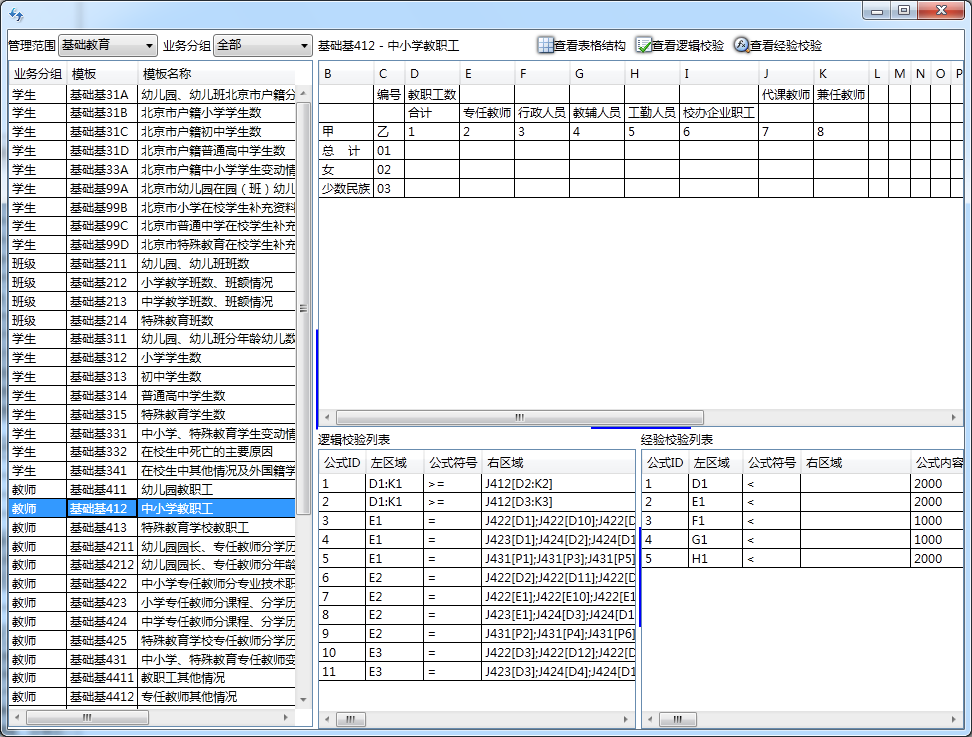 管理范围 基础教育 业务分组 全部 基础基412 - 中小学教职工 查看表格结构 查看逻辑校验 查看经验校验
业务分组 模板 模板名称
学生 基础基31A 幼儿园、幼儿班北京市户籍分
学生 基础基31B 北京市户籍小学学生数
学生 基础基31C 北京市户籍初中学生数
学生 基础基31D 北京市户籍普通高中学生数
学生 基础基33A 北京市户籍中小学学生变动情
学生 基础基99A 北京市幼儿园在园（班）幼儿
学生 基础基99B 北京市小学在校学生补充资料
学生 基础基99C 北京市普通中学在校学生补充
学生 基础基99D 北京市特殊教育在校学生补充
班级 基础基211 幼儿园、幼儿班班数
班级 基础基212 小学教学班数、班额情况
班级 基础基213 中学教学班数、班额情况
班级 基础基214 特殊教育班数
学生 基础基311 幼儿园、幼儿班分年龄幼儿数
学生 基础基312 小学学生数
学生 基础基313 初中学生数
学生 基础基314 普通高中学生数
学生 基础基315 特殊教育学生数
学生 基础基331 中小学、特殊教育学生变动情
学生 基础基332 在校生中死亡的主要原因
学生 基础基341 在校生中其他情况及外国籍学
教师 基础基411 幼儿园教职工
教师 基础基412 中小学教职工
教师 基础基413 特殊教育学校教职工
教师 基础基4211 幼儿园园长、专任教师分学历
教师 基础基4212 幼儿园园长、专任教师分年龄
教师 基础基422 中小学专任教师分专业技术职
教师 基础基423 小学专任教师分课程、分学历
教师 基础基424 中学专任教师分课程、分学历
教师 基础基425 特殊教育学校专任教师分学历
教师 基础基431 中小学、特殊教育专任教师变
教师 基础基4411 教职工其他情况
教师 基础基4412 专任教师其他情况
B C D E F G H I J K L M N O P
编号 教职工数 代课教师 兼任教师
合计 专任教师 行政人员 教辅人员 工勤人员 校办企业职工
甲 乙 1 2 3 4 5 6 7 8
总 计 01
女 02
少数民族 03
逻辑校验列表
公式ID 左区域 公式符号 右区域
1 D1:K1 >= J412[D2:K2]
2 D1:K1 >= J412[D3:K3]
3 E1 = J422[D1];J422[D10];J422[D
4 E1 = J423[D1];J424[D2];J424[D1
5 E1 = J431[P1];J431[P3];J431[P5]
6 E2 = J422[D2];J422[D11];J422[D
7 E2 = J422[E1];J422[E10];J422[E1
8 E2 = J423[E1];J424[D3];J424[D1
9 E2 = J431[P2];J431[P4];J431[P6]
10 E3 = J422[D3];J422[D12];J422[D
11 E3 = J423[D3];J424[D4];J424[D1
经验校验列表
公式ID 左区域 公式符号 右区域 公式内容
1 D1 < 2000
2 E1 < 2000
3 F1 < 1000
4 G1 < 1000
5 H1 < 2000